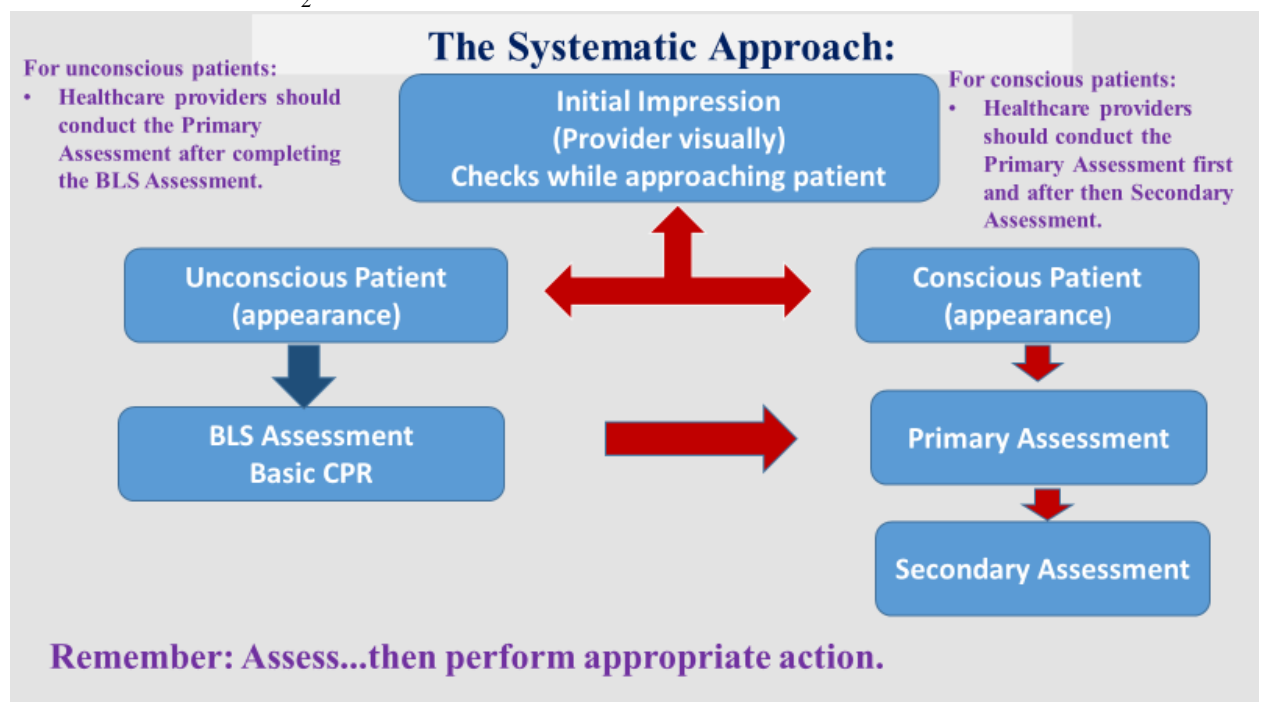 2
The Systematic Approach:
For unconscious patients:
• Healthcare providers should
conduct the Primary
Assessment after completing
the BLS Assessment.
Initial Impression
(Provider visually)
Checks while approaching patient
For conscious patients:
• Healthcare providers
should conduct the
Primary Assessment first
and after then Secondary
Assessment.
Unconscious Patient
(appearance)
Conscious Patient
(appearance)
BLS Assessment
Basic CPR
Primary Assessment
Secondary Assessment
Remember: Assess...then perform appropriate action.